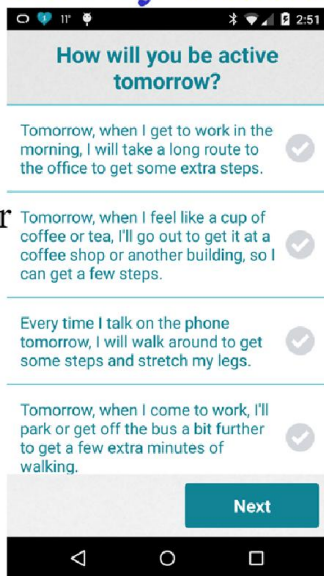 y
11°
2:51
How will you be active
tomorrow?
Tomorrow, when I get to work in the
morning, I will take a long route to
the office to get some extra steps.
r
Tomorrow, when I feel like a cup of
coffee or tea, I'll go out to get it at a
coffee shop or another building, so I
can get a few steps.
Every time I talk on the phone
tomorrow, I will walk around to get
some steps and stretch my legs.
Tomorrow, when I come to work, I'll
park or get off the bus a bit further
to get a few extra minutes of
walking.
Next